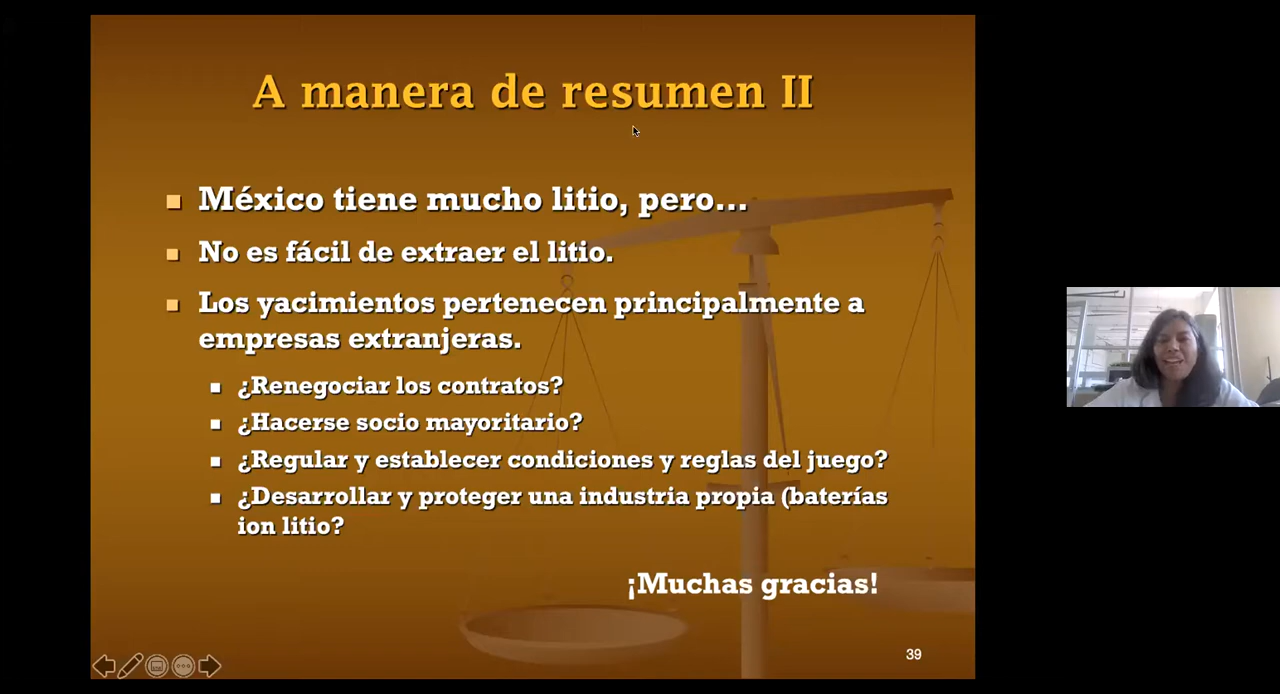 A manera de resumen II
México tiene mucho litio, pero...
No es fácil de extraer el litio.
Los yacimientos pertenecen principalmente a
empresas extranjeras.
¿Renegociar los contratos?
¿Hacerse socio mayoritario?
¿Regular y establecer condiciones y reglas del juego?
¿Desarrollar y proteger una industria propia (baterías
ion litio?
¡Muchas gracias!
39